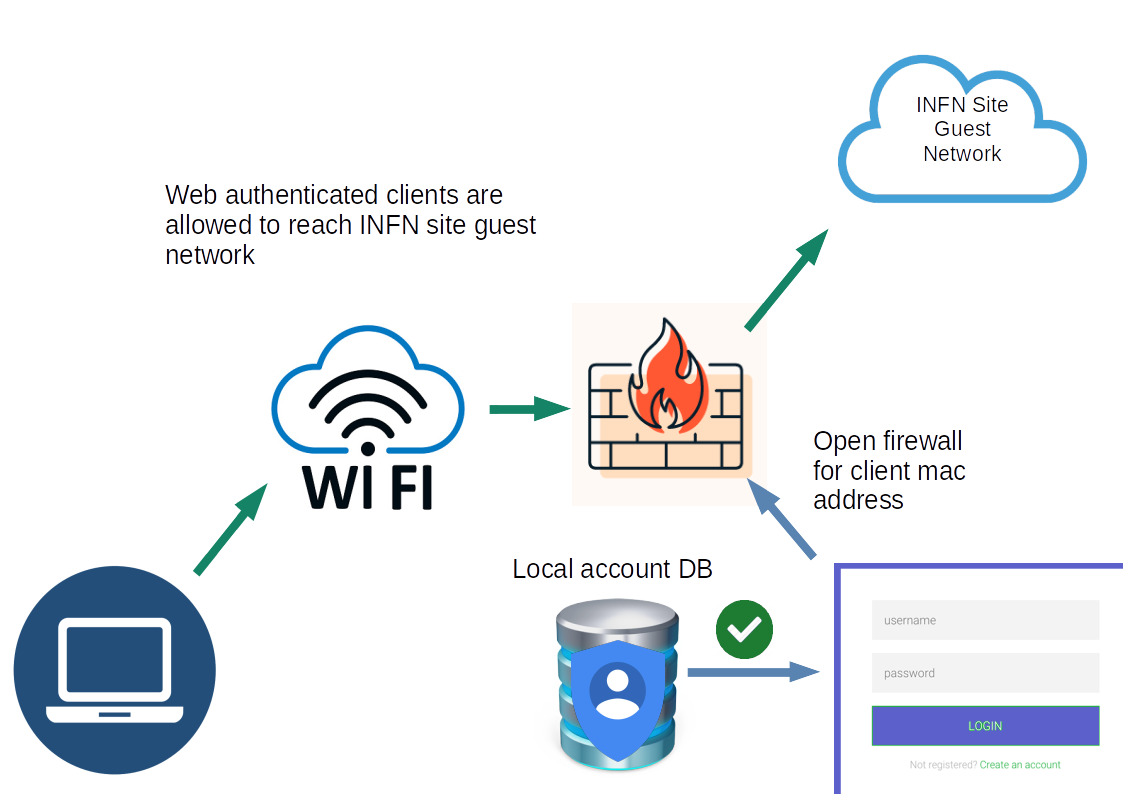 INFN Site
Guest
Network
Web authenticated clients are
allowed to reach INFN site guest
network
WI FI
Open firewall
for client mac
address
Local account DB
username
password
LOGIN
Not registered? Create an account